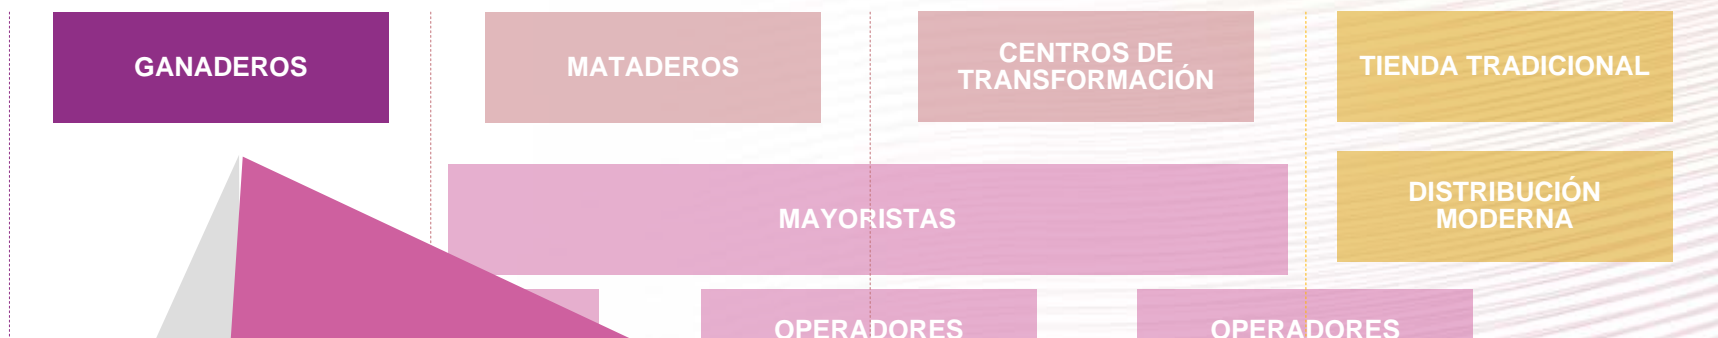 GANADEROS
MATADEROS
CENTROS DE
TRANSFORMACIÓN
TIENDA TRADICIONAL
MAYORISTAS
DISTRIBUCIÓN
MODERNA
OPERADORES
OPERADORES